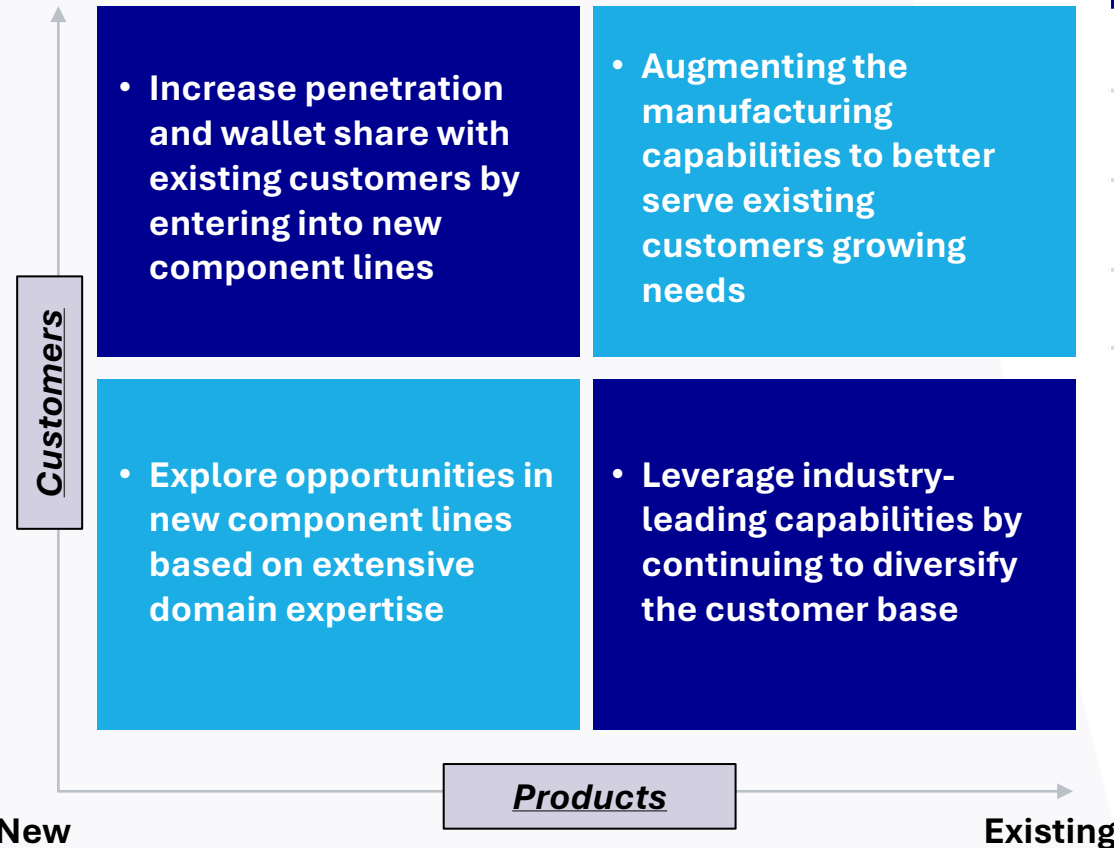 • Increase penetration
and wallet share with
existing customers by
entering into new
component lines
• Augmenting the
manufacturing
capabilities to better
serve existing
customers growing
needs
Customers
• Explore opportunities in
new component lines
based on extensive
domain expertise
• Leverage industry-
leading capabilities by
continuing to diversify
the customer base
Products
New
Existing